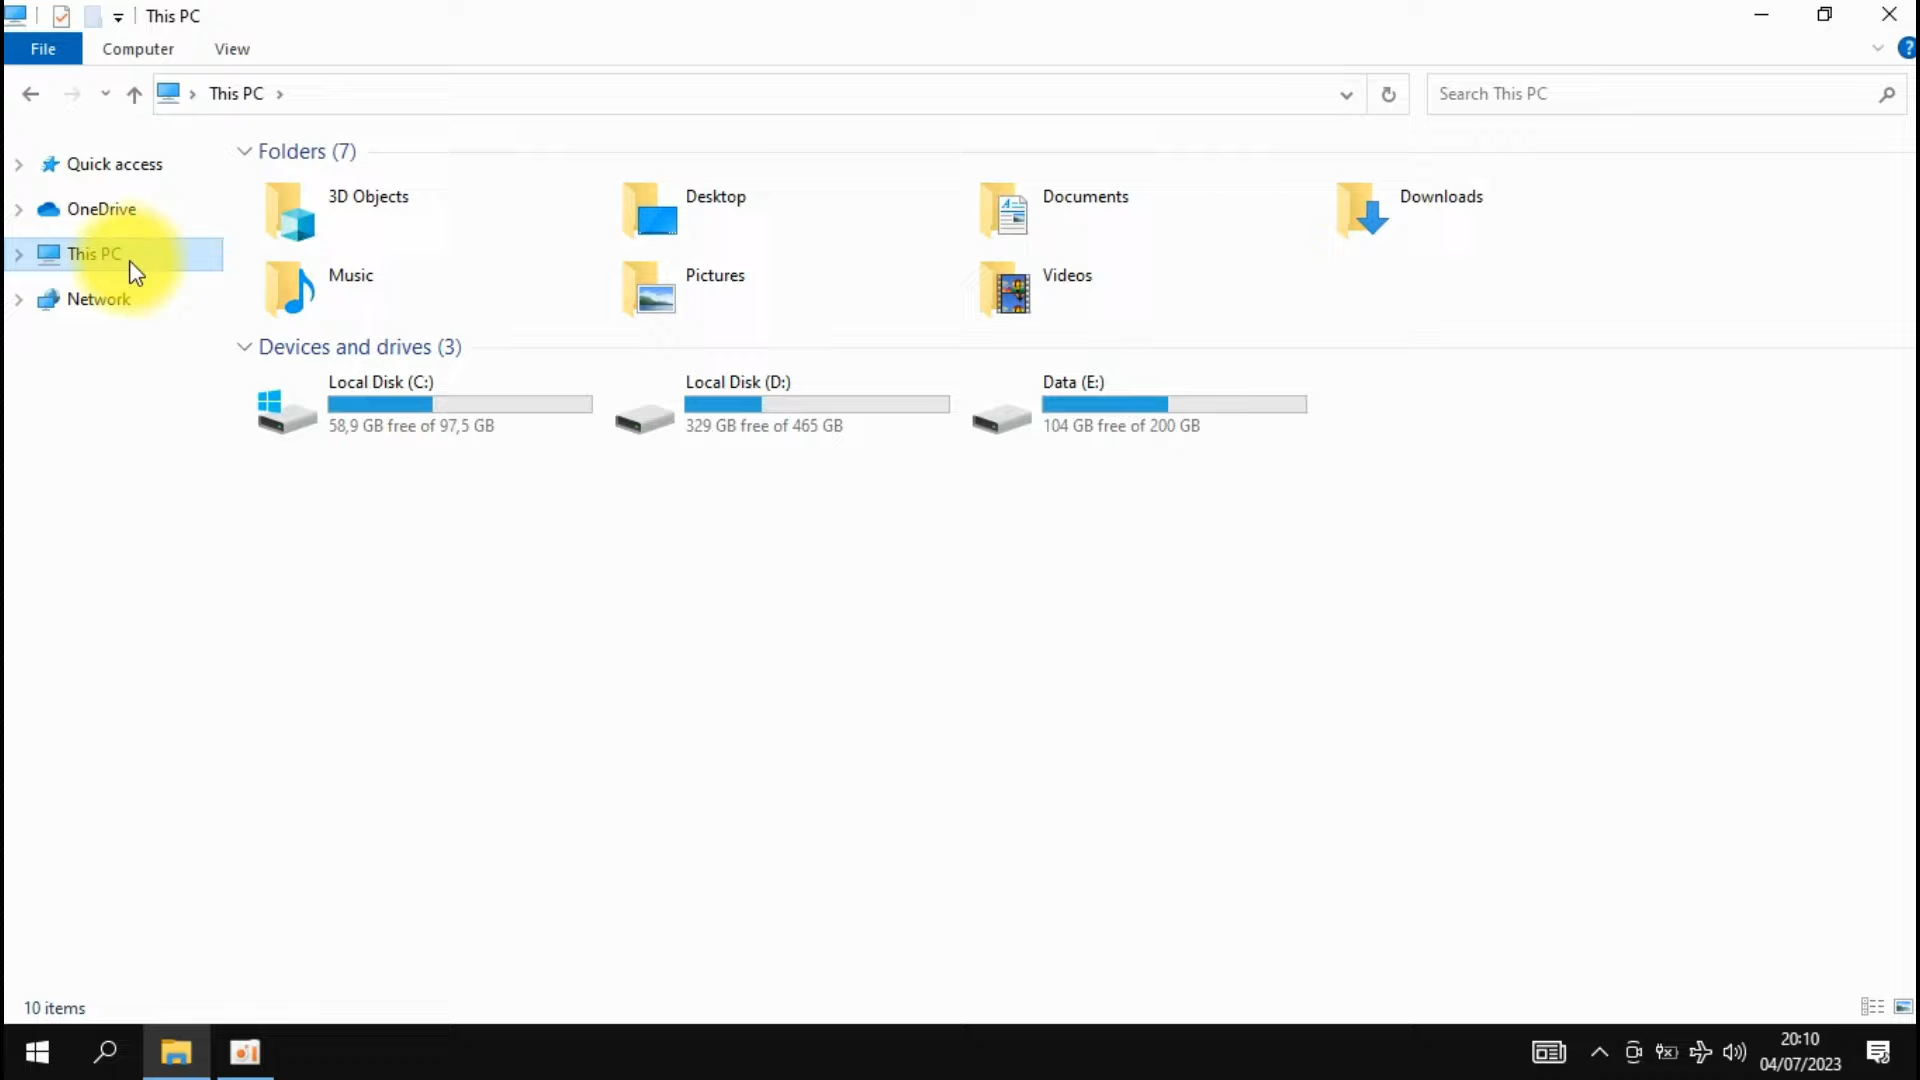 This PC
File
Computer
View
?
This PC
Search This PC
Quick access
OneDrive
This PC
Network
Folders (7)
3D Objects
Desktop
Documents
Downloads
Music
Pictures
Videos
Devices and drives (3)
Local Disk (C:)
58,9 GB free of 97,5 GB
Local Disk (D:)
329 GB free of 465 GB
Data (E:)
104 GB free of 200 GB
10 items
20:10
04/07/2023